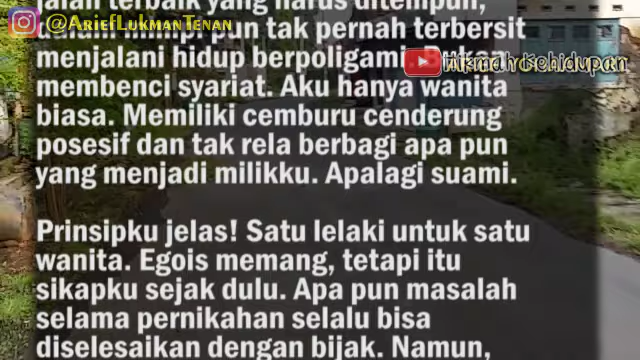 @AriefLukmanTenan
jalan terbaik yang harus ditempuh,
pun tak pernah terbersit
menjalani hidup berpoligami.
Hikmah kehidupan
membenci syariat. Aku hanya wanita
biasa. Memiliki cemburu cenderung
posesif dan tak rela berbagi apa pun
yang menjadi milikku. Apalagi suami.
Prinsipku jelas! Satu lelaki untuk satu
wanita. Egois memang, tetapi itu
sikapku sejak dulu. Apa pun masalah
selama pernikahan selalu bisa
diselesaikan dengan bijak. Namun,